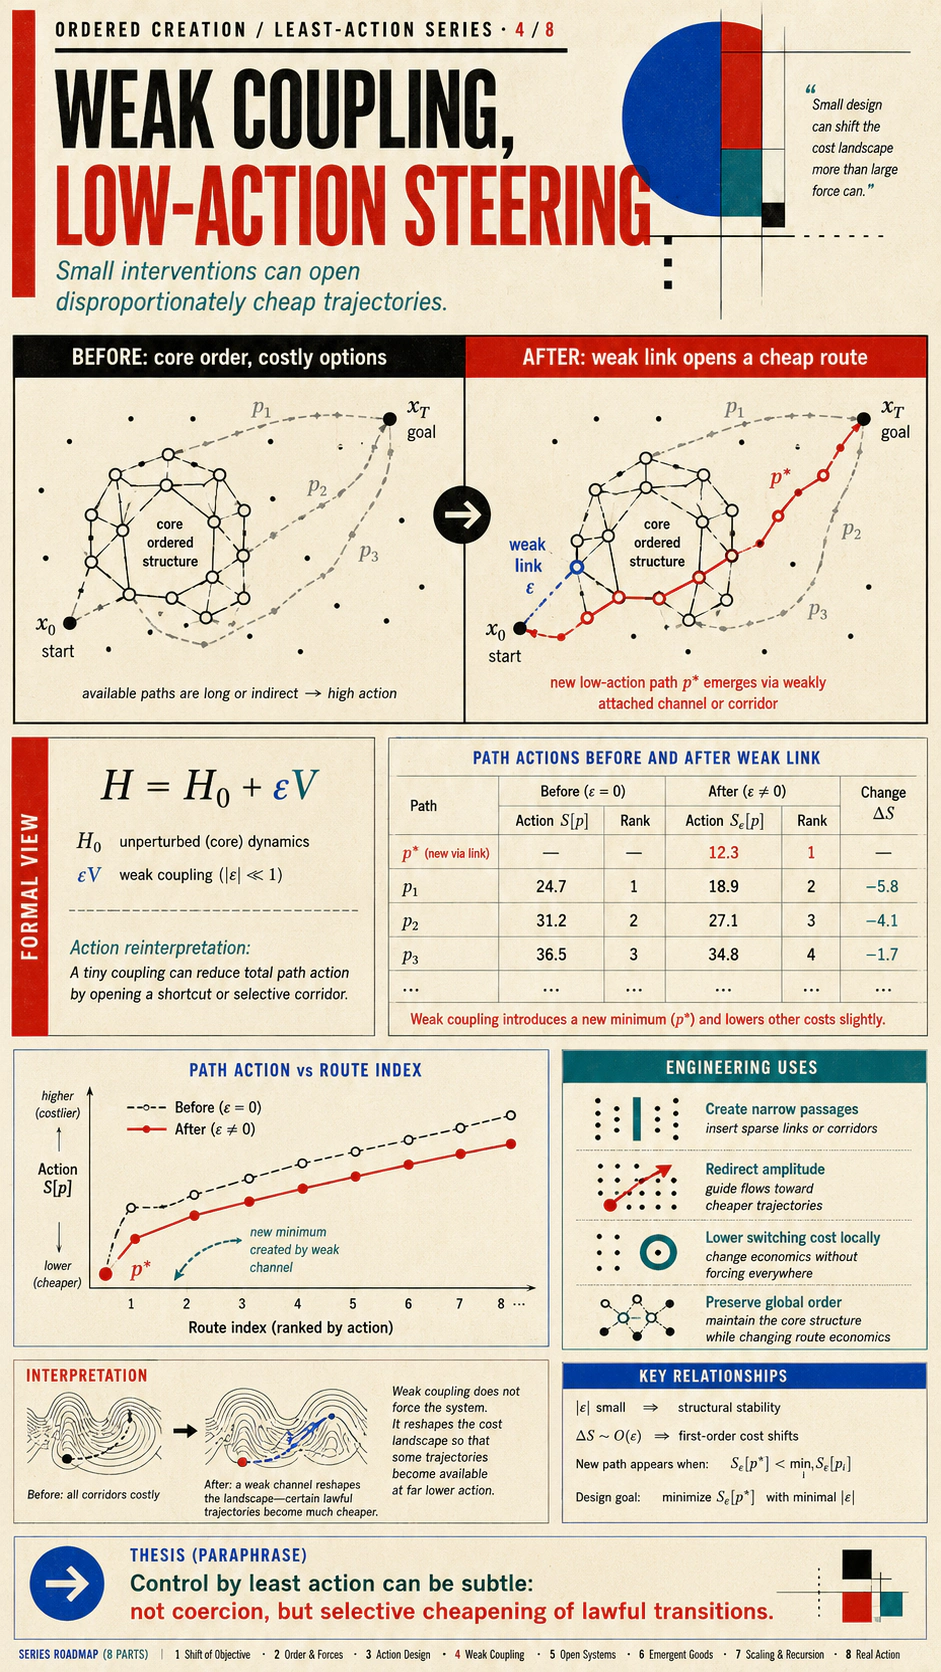 ORDERED CREATION / LEAST-ACTION SERIES · 4 / 8
WEAK COUPLING,
LOW-ACTION STEERING
Small interventions can open
disproportionately cheap trajectories.
“Small design
can shift the
cost landscape
more than large
force can.”
BEFORE: core order, costly options
p1
xT
goal
p2
p3
core
ordered
structure
x0
start
available paths are long or indirect → high action
AFTER: weak link opens a cheap route
p1
xT
goal
p*
p2
p3
core
ordered
structure
weak
link
ε
x0
start
new low-action path p* emerges via weakly
attached channel or corridor
FORMAL VIEW
H = H0 + εV
H0 unperturbed (core) dynamics
εV weak coupling (|ε| ≪ 1)
Action reinterpretation:
A tiny coupling can reduce total path action
by opening a shortcut or selective corridor.
PATH ACTIONS BEFORE AND AFTER WEAK LINK
Path Before (ε = 0) After (ε ≠ 0) Change ΔS
Action S[p] Rank Action Sε[p] Rank
p* (new via link) — — 12.3 1 —
p1 24.7 1 18.9 2 −5.8
p2 31.2 2 27.1 3 −4.1
p3 36.5 3 34.8 4 −1.7
... ... ... ... ... ...
Weak coupling introduces a new minimum (p*) and lowers other costs slightly.
PATH ACTION vs ROUTE INDEX
higher
(costlier)
Action
S[p]
lower
(cheaper)
Before (ε = 0)
After (ε ≠ 0)
p*
new minimum
created by weak
channel
1 2 3 4 5 6 7 8 ...
Route index (ranked by action)
ENGINEERING USES
Create narrow passages
insert sparse links or corridors
Redirect amplitude
guide flows toward
cheaper trajectories
Lower switching cost locally
change economics without
forcing everywhere
Preserve global order
maintain the core structure
while changing route economics
INTERPRETATION
Before: all corridors costly
After: a weak channel reshapes
the landscape—certain lawful
trajectories become much cheaper.
Weak coupling does not
force the system.
It reshapes the cost
landscape so that
some trajectories
become available
at far lower action.
KEY RELATIONSHIPS
|ε| small ⇒ structural stability
ΔS ~ O(ε) ⇒ first-order cost shifts
New path appears when: Sε[p*] < min, Sε[pi]
i
Design goal: minimize Sε[p*] with minimal |ε|
THESIS (PARAPHRASE)
Control by least action can be subtle:
not coercion, but selective cheapening of lawful transitions.
SERIES ROADMAP (8 PARTS) | 1 Shift of Objective · 2 Order & Forces · 3 Action Design · 4 Weak Coupling · 5 Open Systems · 6 Emergent Goods · 7 Scaling & Recursion · 8 Real Action